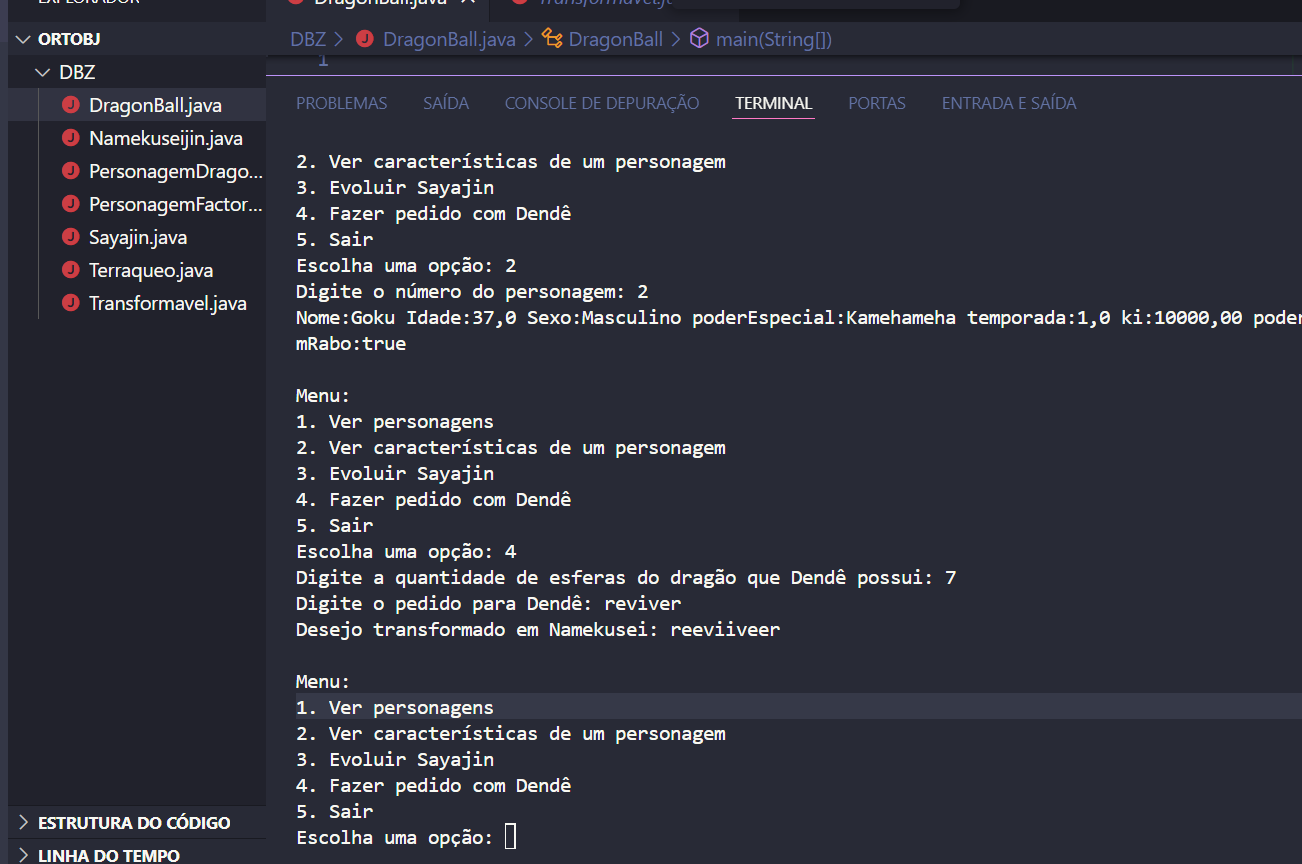 EXPLORADOR
DragonBall.java
ORTOBJ
DBZ
DragonBall.java
Namekuseijin.java
PersonagemDrago...
PersonagemFactor...
Sayajin.java
Terraqueo.java
Transformavel.java
ESTRUTURA DO CÓDIGO
LINHA DO TEMPO
DBZ > DragonBall.java > DragonBall > main(String[])
1
PROBLEMAS SAÍDA CONSOLE DE DEPURAÇÃO TERMINAL PORTAS ENTRADA E SAÍDA
2. Ver características de um personagem
3. Evoluir Sayajin
4. Fazer pedido com Dendê
5. Sair
Escolha uma opção: 2
Digite o número do personagem: 2
Nome:Goku Idade:37,0 Sexo:Masculino poderEspecial:Kamehameha temporada:1,0 ki:10000,00 poder
mRabo:true
Menu:
1. Ver personagens
2. Ver características de um personagem
3. Evoluir Sayajin
4. Fazer pedido com Dendê
5. Sair
Escolha uma opção: 4
Digite a quantidade de esferas do dragão que Dendê possui: 7
Digite o pedido para Dendê: reviver
Desejo transformado em Namekusei: reeviiveer
Menu:
1. Ver personagens
2. Ver características de um personagem
3. Evoluir Sayajin
4. Fazer pedido com Dendê
5. Sair
Escolha uma opção: